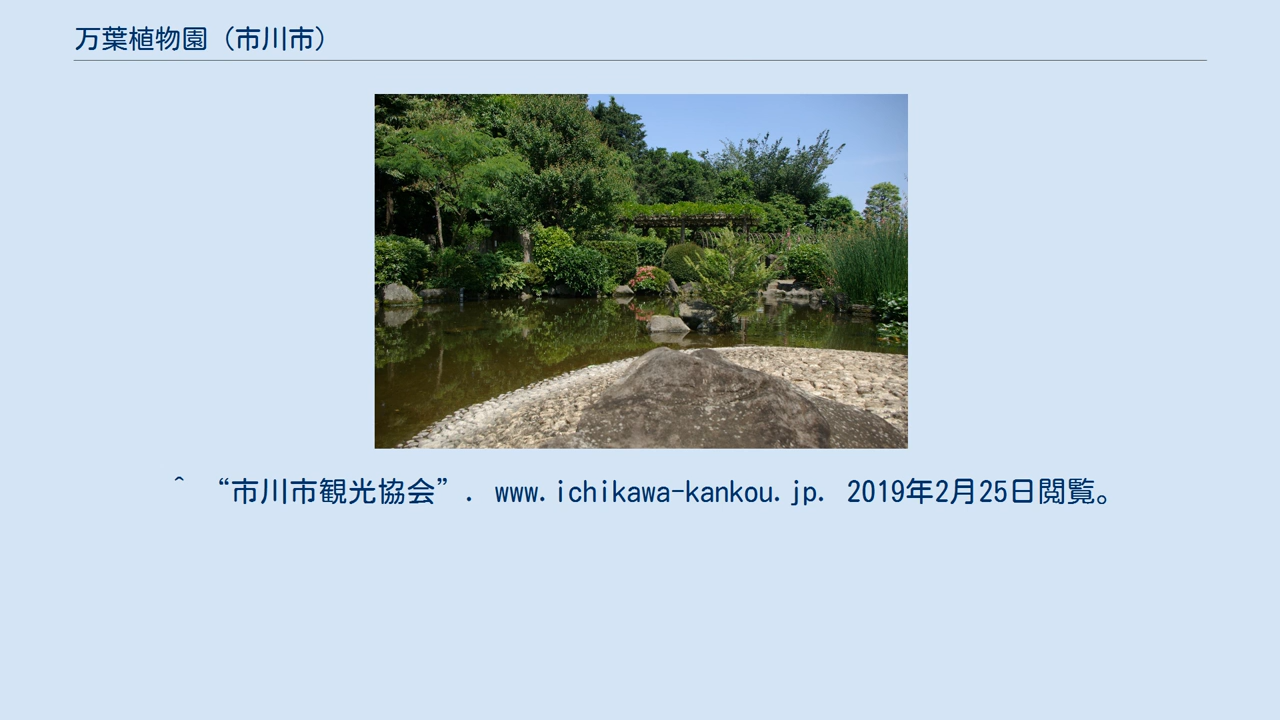 万葉植物園（市川市）
^ “市川市観光協会”. www.ichikawa-kankou.jp. 2019年2月25日閲覧。